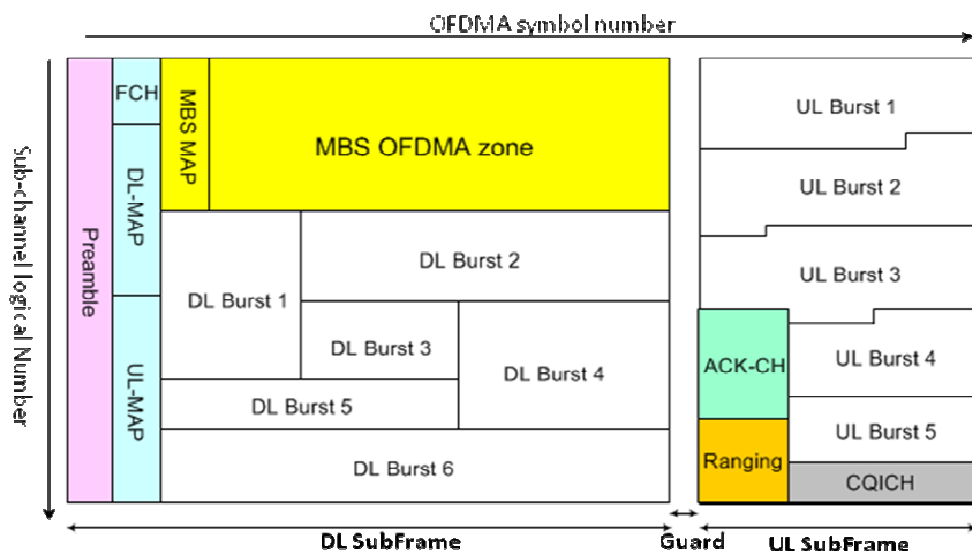 OFDMA symbol number
Sub-channel logical Number
Preamble
FCH
DL-MAP
UL-MAP
MBS MAP
MBS OFDMA zone
DL Burst 1
DL Burst 2
DL Burst 3
DL Burst 4
DL Burst 5
DL Burst 6
UL Burst 1
UL Burst 2
UL Burst 3
ACK-CH
UL Burst 4
Ranging
UL Burst 5
CQICH
DL SubFrame
Guard
UL SubFrame